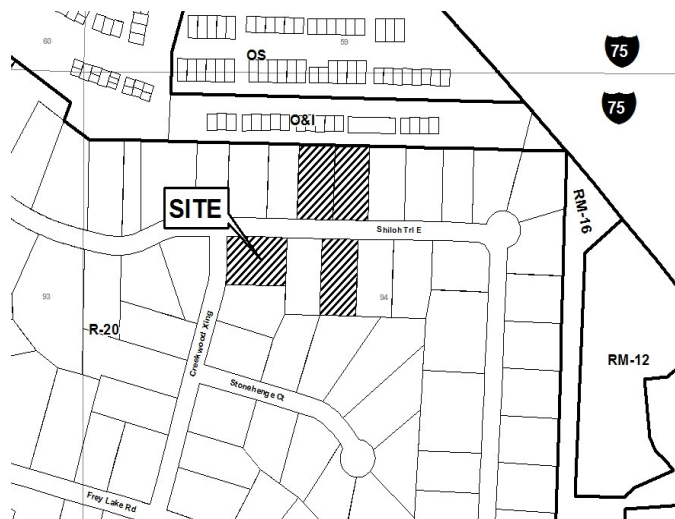 60
59
75
OS
75
O&I
RM-16
SITE
Shiloh Trl E
93
94
R-20
Creekwood Xing
RM-12
Stonehenge Ct
Frey Lake Rd